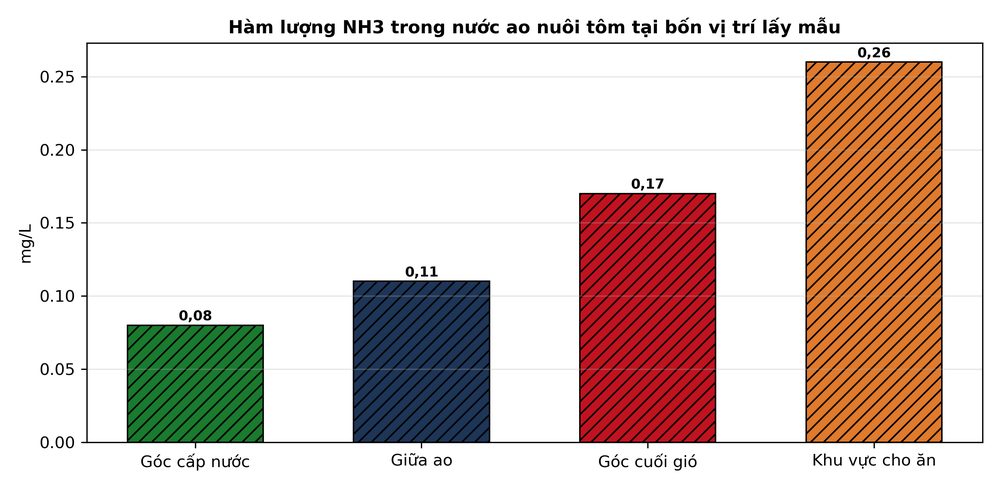 Hàm lượng NH3 trong nước ao nuôi tôm tại bốn vị trí lấy mẫu
mg/L
0.25
0.20
0.15
0.10
0.05
0.00
0,08
0,11
0,17
0,26
Góc cấp nước
Giữa ao
Góc cuối gió
Khu vực cho ăn